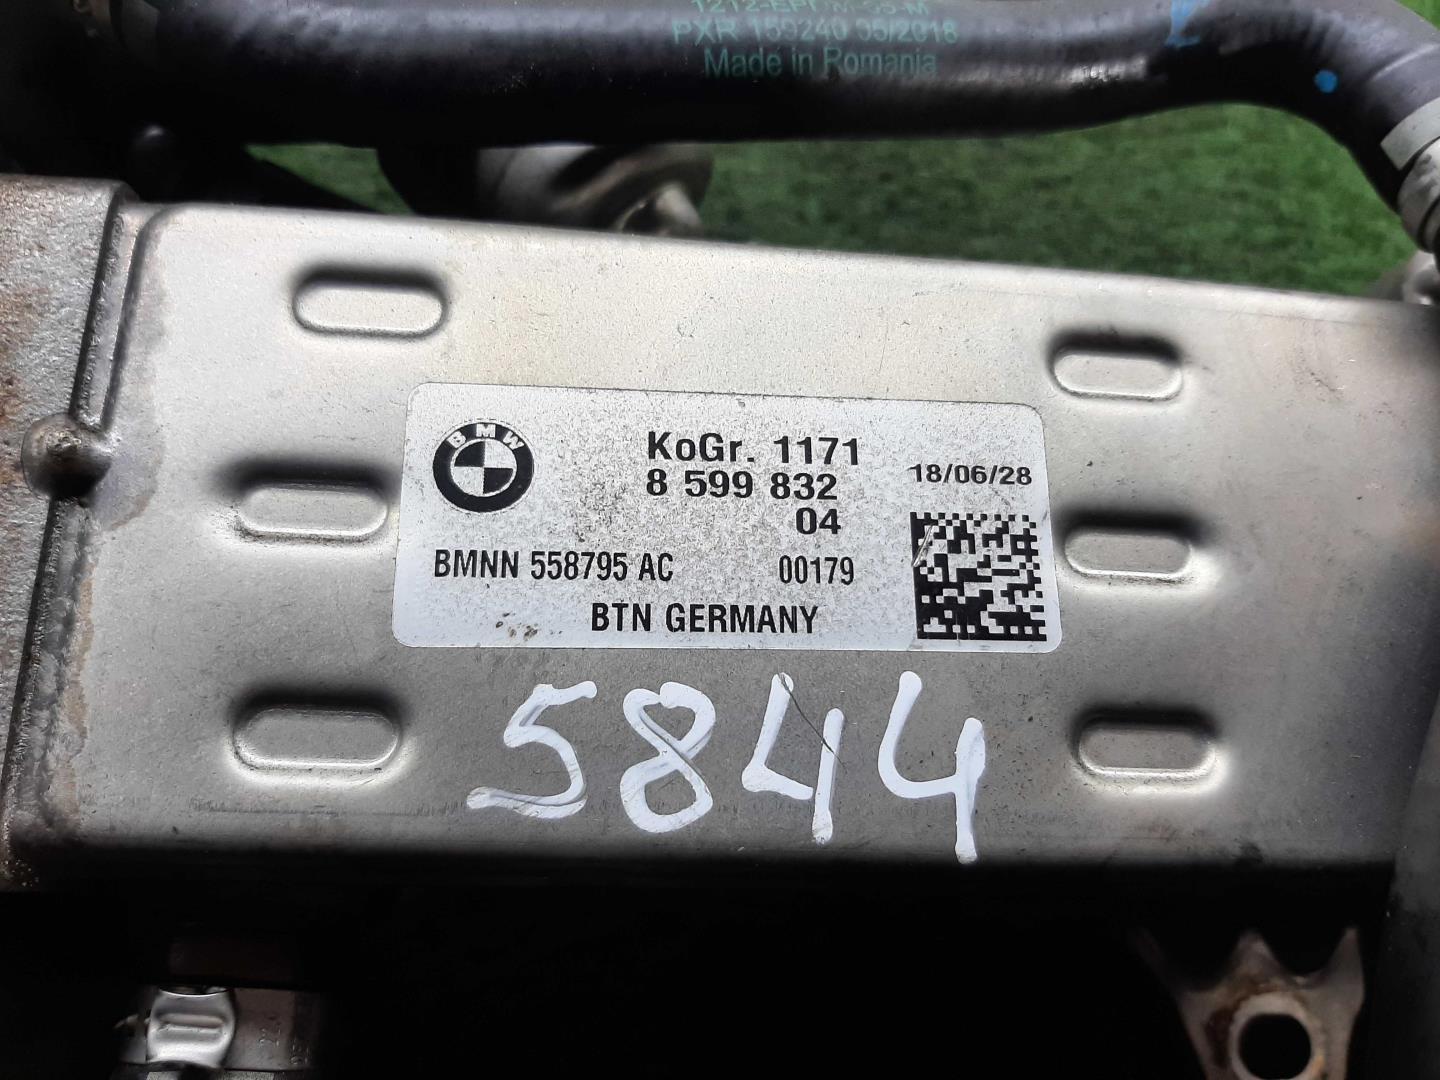 PXR 159240 05/2018
Made in Romania
BMW
KoGr. 1171
8 599 832
18/06/28
04
BMNN 558795 AC 00179
BTN GERMANY
5844